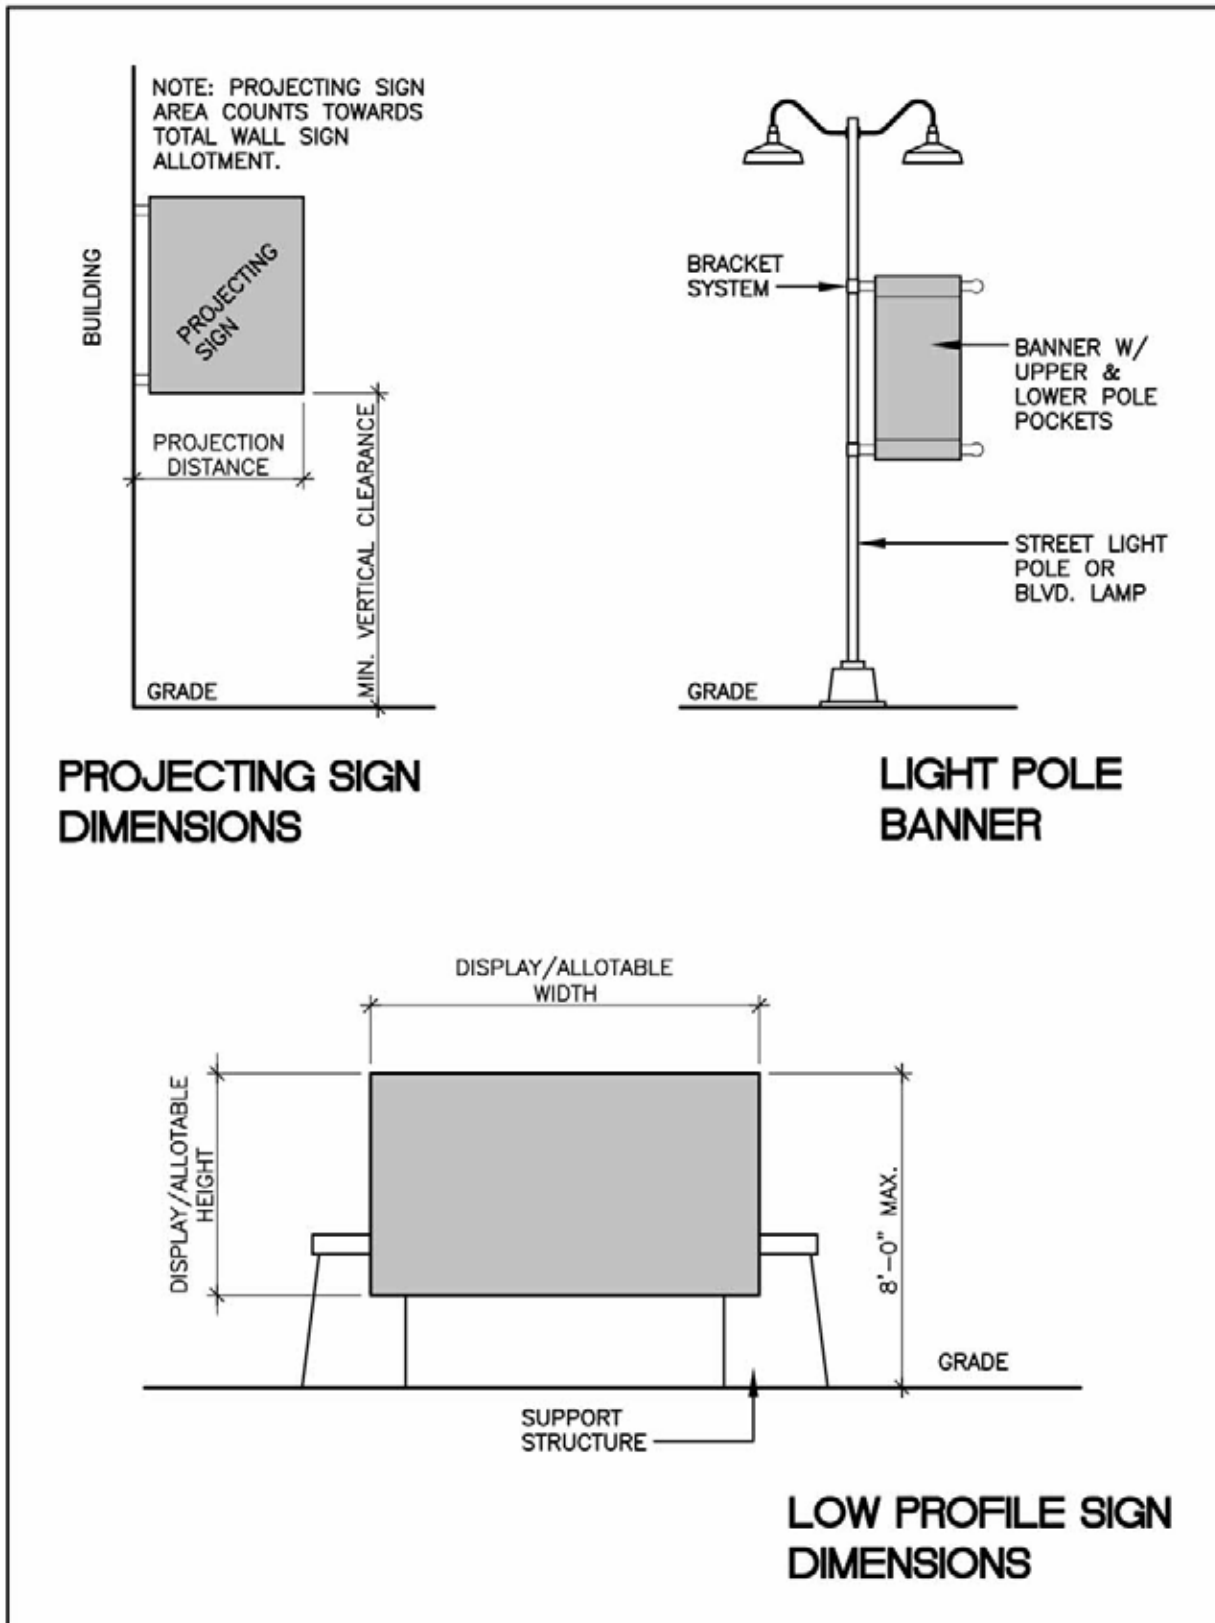 NOTE: PROJECTING SIGN
AREA COUNTS TOWARDS
TOTAL WALL SIGN
ALLOTMENT.
BUILDING
PROJECTING
SIGN
PROJECTION
DISTANCE
MIN. VERTICAL CLEARANCE
GRADE
PROJECTING SIGN
DIMENSIONS
BRACKET
SYSTEM
BANNER W/
UPPER &
LOWER POLE
POCKETS
STREET LIGHT
POLE OR
BLVD. LAMP
GRADE
LIGHT POLE
BANNER
DISPLAY/ALLOTABLE
WIDTH
DISPLAY/ALLOTABLE
HEIGHT
8'-0" MAX.
GRADE
SUPPORT
STRUCTURE
LOW PROFILE SIGN
DIMENSIONS